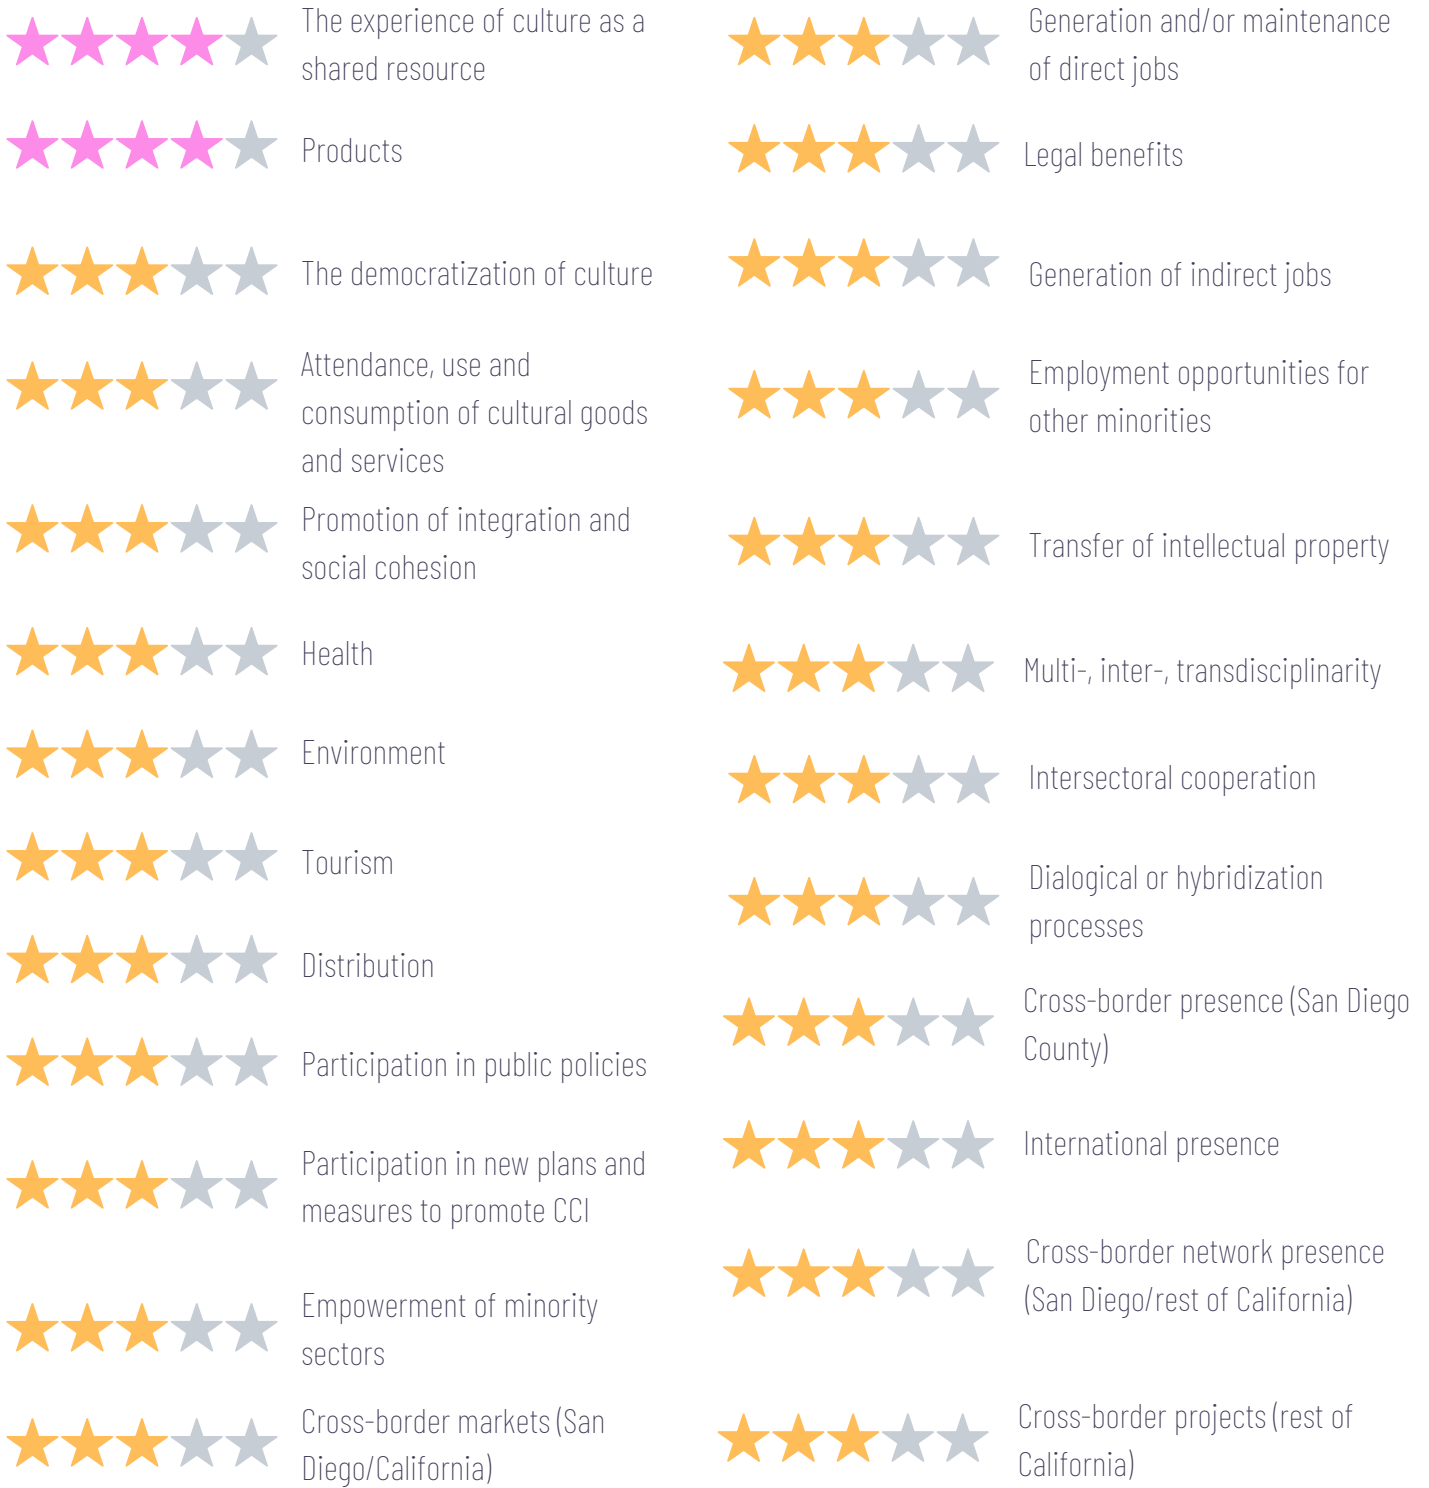 The experience of culture as a
shared resource
Products
The democratization of culture
Attendance, use and
consumption of cultural goods
and services
Promotion of integration and
social cohesion
Health
Environment
Tourism
Distribution
Participation in public policies
Participation in new plans and
measures to promote CCI
Empowerment of minority
sectors
Cross-border markets (San
Diego/California)
Generation and/or maintenance
of direct jobs
Legal benefits
Generation of indirect jobs
Employment opportunities for
other minorities
Transfer of intellectual property
Multi-, inter-, transdisciplinarity
Intersectoral cooperation
Dialogical or hybridization
processes
Cross-border presence (San Diego
County)
International presence
Cross-border network presence
(San Diego/rest of California)
Cross-border projects (rest of
California)